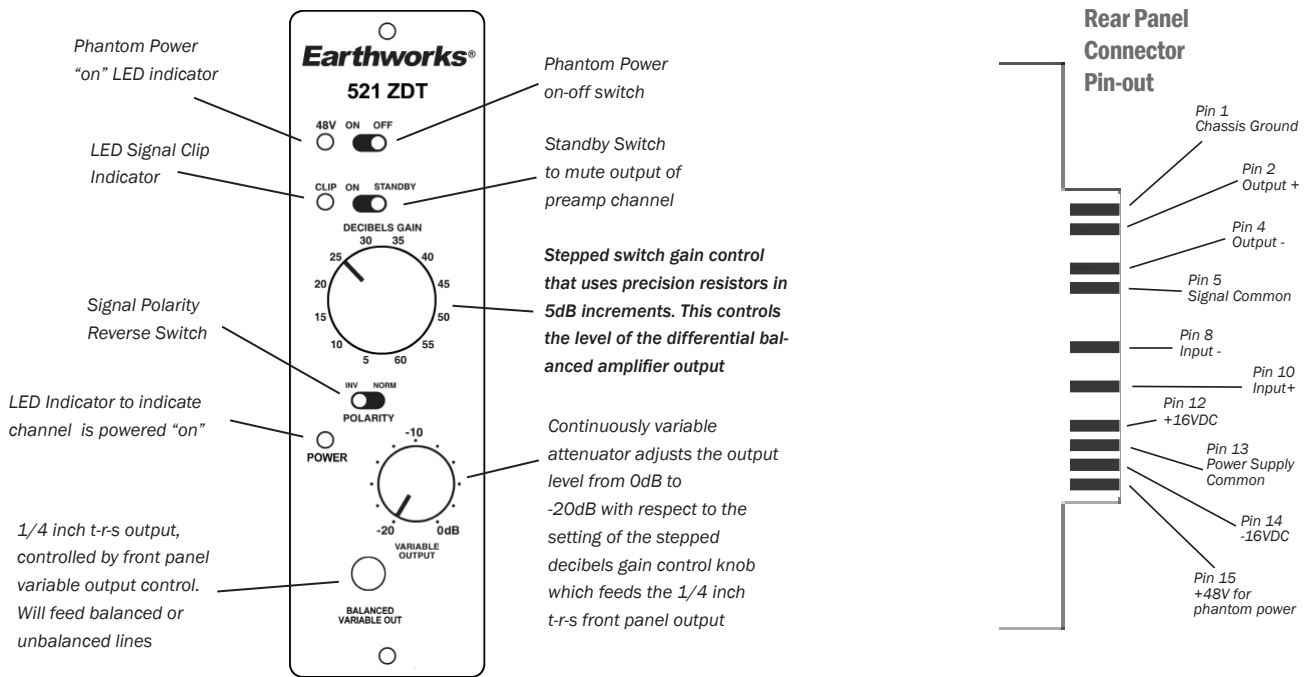 Phantom Power
“on” LED indicator
LED Signal Clip
Indicator
Signal Polarity
Reverse Switch
LED Indicator to indicate
channel is powered “on”
1/4 inch t-r-s output,
controlled by front panel
variable output control.
Will feed balanced or
unbalanced lines
Earthworks®
521 ZDT
48V ON OFF
CLIP ON STANDBY
DECIBELS GAIN
30 35
25 40
20 45
15 50
10 55
5 60
INV NORM
POLARITY
POWER
-10
-20 0dB
VARIABLE
OUTPUT
BALANCED
VARIABLE OUT
Phantom Power
on-off switch
Standby Switch
to mute output of
preamp channel
Stepped switch gain control
that uses precision resistors in
5dB increments. This controls
the level of the differential bal-
anced amplifier output
Continuously variable
attenuator adjusts the output
level from 0dB to
-20dB with respect to the
setting of the stepped
decibels gain control knob
which feeds the 1/4 inch
t-r-s front panel output
Rear Panel
Connector
Pin-out
Pin 1
Chassis Ground
Pin 2
Output +
Pin 4
Output -
Pin 5
Signal Common
Pin 8
Input -
Pin 10
Input+
Pin 12
+16VDC
Pin 13
Power Supply
Common
Pin 14
-16VDC
Pin 15
+48V for
phantom power